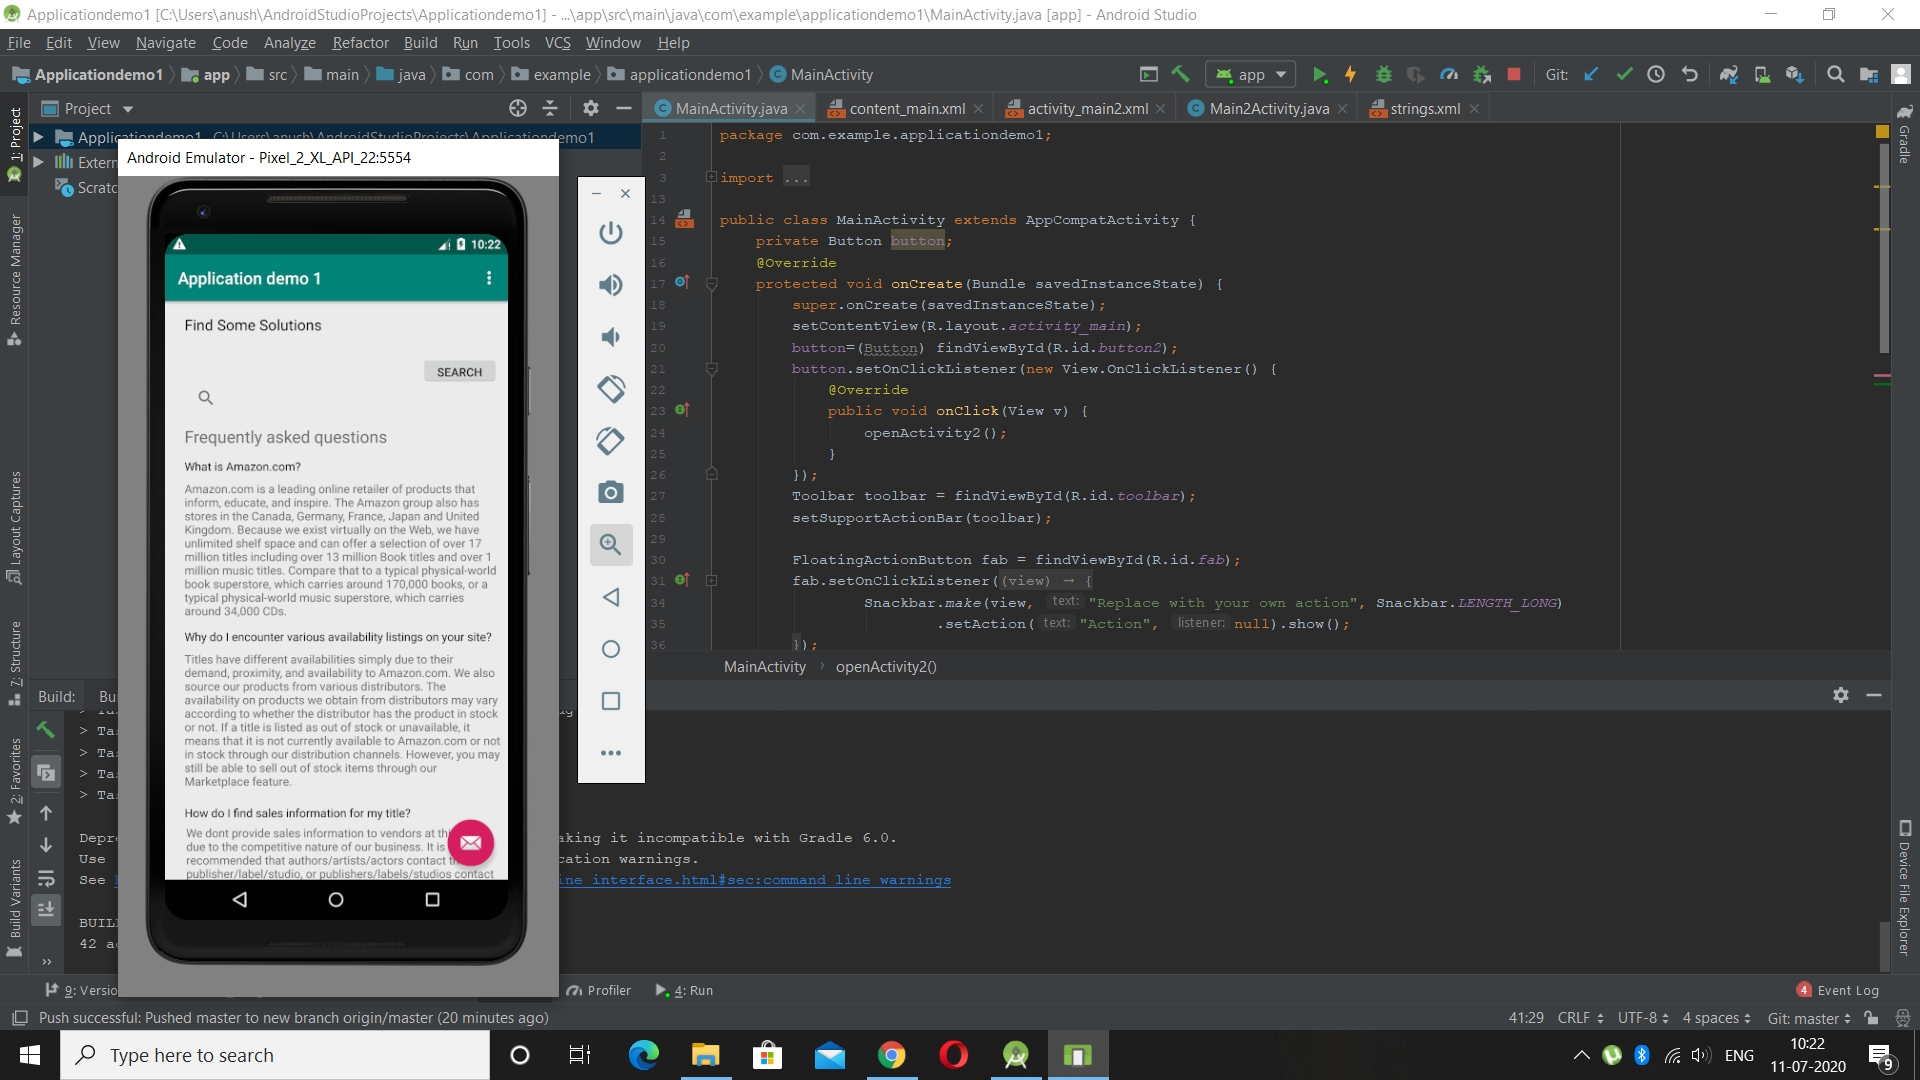 Applicationdemo1 [C:\Users\anush\AndroidStudioProjects\Applicationdemo1] - ...\app\src\main\java\com\example\applicationdemo1\MainActivity.java [app] - Android Studio
File Edit View Navigate Code Analyze Refactor Build Run Tools VCS Window Help
Applicationdemo1 app src main java com example applicationdemo1 MainActivity
app
Git:
Project
MainActivity.java content_main.xml activity_main2.xml Main2Activity.java strings.xml
Applicationdemo1 C:\Users\anush\AndroidStudioProjects\Applicationdemo1
Extern
Scratc
1: Project
Resource Manager
Layout Captures
7: Structure
2: Favorites
Build Variants
Gradle
Device File Explorer
Android Emulator - Pixel_2_XL_API_22:5554
10:22
Application demo 1
Find Some Solutions
SEARCH
Frequently asked questions
What is Amazon.com?
Amazon.com is a leading online retailer of products that
inform, educate, and inspire. The Amazon group also has
stores in the Canada, Germany, France, Japan and United
Kingdom. Because we exist virtually on the Web, we have
unlimited shelf space and can offer a selection of over 17
million titles including over 13 million Book titles and over 1
million music titles. Compare that to a typical physical-world
book superstore, which carries around 170,000 books, or a
typical physical-world music superstore, which carries
around 34,000 CDs.
Why do I encounter various availability listings on your site?
Titles have different availabilities simply due to their
demand, proximity, and availability to Amazon.com. We also
source our products from various distributors. The
availability on products we obtain from distributors may vary
according to whether the distributor has the product in stock
or not. If a title is listed as out of stock or unavailable, it
means that it is not currently available to Amazon.com or not
in stock through our distribution channels. However, you may
still be able to sell out of stock items through our
Marketplace feature.
How do I find sales information for my title?
We dont provide sales information to vendors at th
due to the competitive nature of our business. It is
recommended that authors/artists/actors contact t
publisher/label/studio, or publishers/labels/studios contact
1 package com.example.applicationdemo1;
2
3 import ...
13
14 public class MainActivity extends AppCompatActivity {
15 private Button button;
16 @Override
17 protected void onCreate(Bundle savedInstanceState) {
18 super.onCreate(savedInstanceState);
19 setContentView(R.layout.activity_main);
20 button=(Button) findViewById(R.id.button2);
21 button.setOnClickListener(new View.OnClickListener() {
22 @Override
23 public void onClick(View v) {
24 openActivity2();
25 }
26 });
27 Toolbar toolbar = findViewById(R.id.toolbar);
28 setSupportActionBar(toolbar);
29
30 FloatingActionButton fab = findViewById(R.id.fab);
31 fab.setOnClickListener((view) → {
34 Snackbar.make(view, text: "Replace with your own action", Snackbar.LENGTH_LONG)
35 .setAction( text: "Action", listener: null).show();
36 });
MainActivity › openActivity2()
Build: Bu
> Tas
> Tas
> Tas
> Tas
Depre aking it incompatible with Gradle 6.0.
Use cation warnings.
See ine_interface.html#sec:command_line_warnings
BUIL
42 ac
9: Versio Profiler 4: Run
4 Event Log
Push successful: Pushed master to new branch origin/master (20 minutes ago)
41:29 CRLF UTF-8 4 spaces Git: master
Type here to search
ENG
10:22
11-07-2020
9